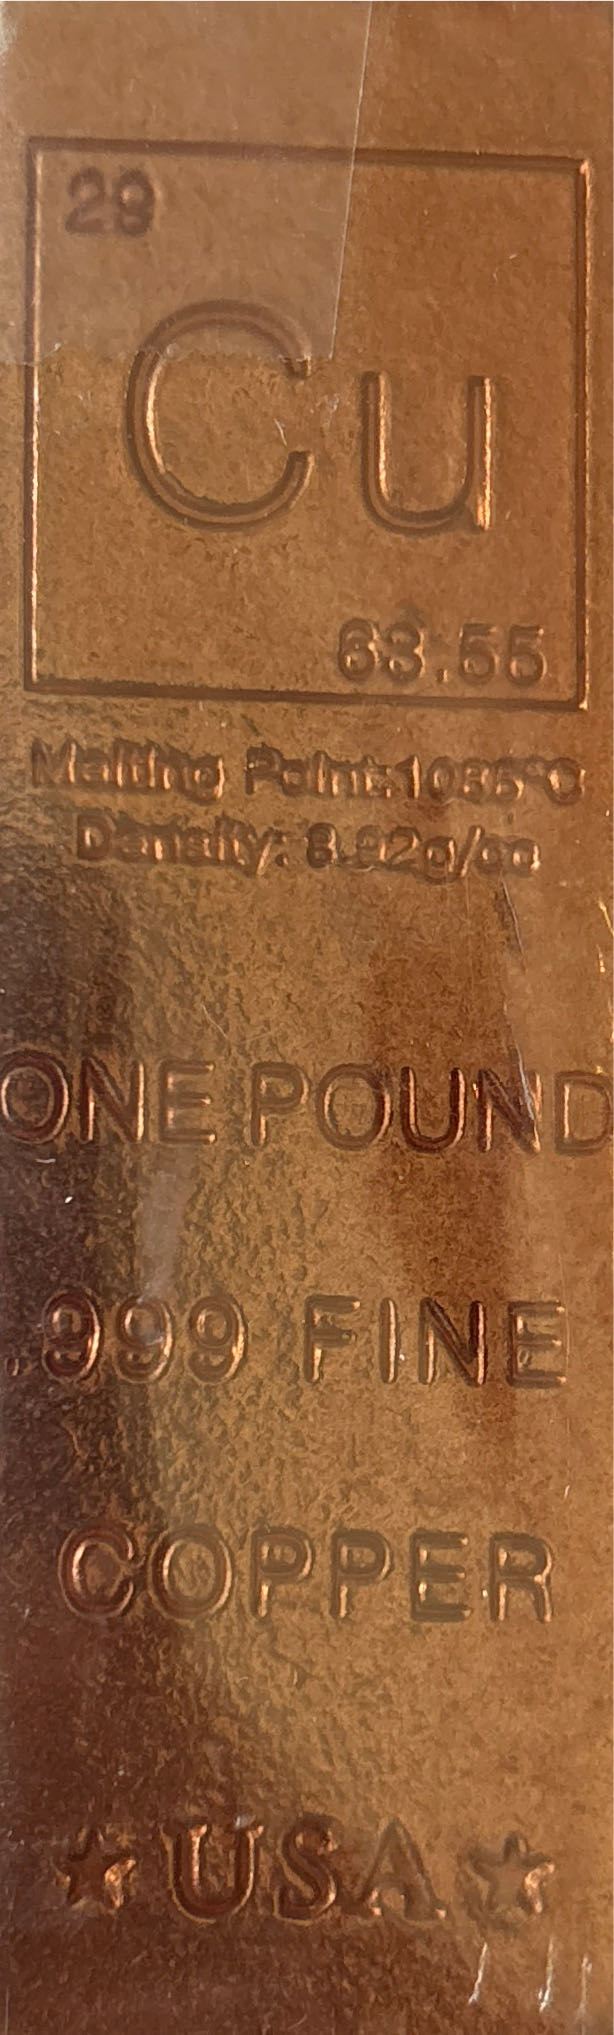 29
Cu
63.55
Melting Point:1085°C
Density: 8.92g/cc
ONE POUND
.999 FINE
COPPER
★USA★